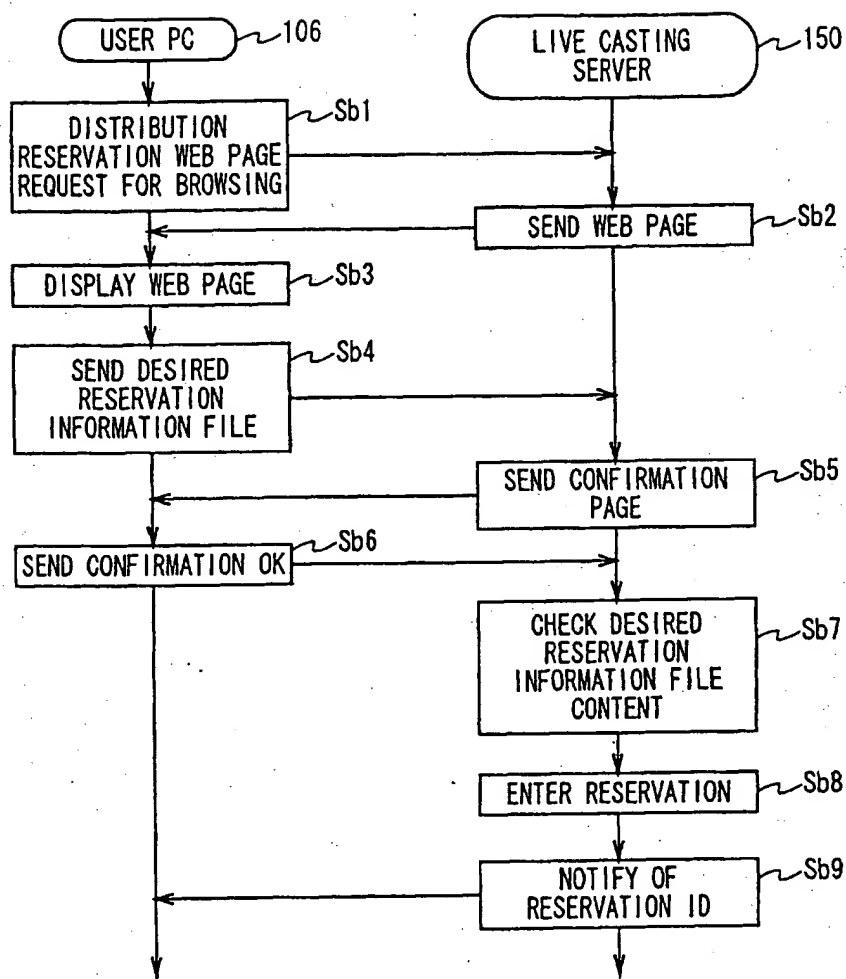 USER PC
106
LIVE CASTING
SERVER
150
Sb1
DISTRIBUTION
RESERVATION WEB PAGE
REQUEST FOR BROWSING
SEND WEB PAGE
Sb2
DISPLAY WEB PAGE
Sb3
Sb4
SEND DESIRED
RESERVATION
INFORMATION FILE
SEND CONFIRMATION
PAGE
Sb5
SEND CONFIRMATION OK
Sb6
CHECK DESIRED
RESERVATION
INFORMATION FILE
CONTENT
Sb7
ENTER RESERVATION
Sb8
NOTIFY OF
RESERVATION ID
Sb9